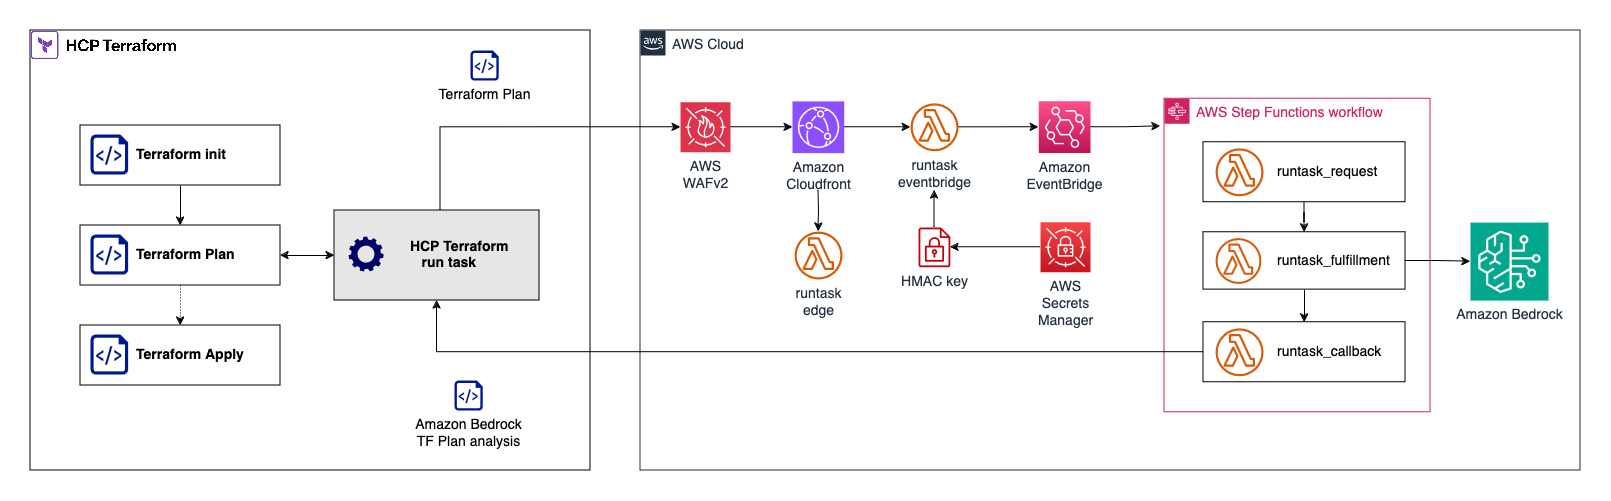 HCP Terraform
Terraform Plan
Terraform init
Terraform Plan
Terraform Apply
HCP Terraform
run task
Amazon Bedrock
TF Plan analysis
aws
AWS Cloud
AWS
WAFv2
Amazon
Cloudfront
runtask
edge
runtask
eventbridge
HMAC key
Amazon
EventBridge
AWS
Secrets
Manager
AWS Step Functions workflow
runtask_request
runtask_fulfillment
runtask_callback
Amazon Bedrock